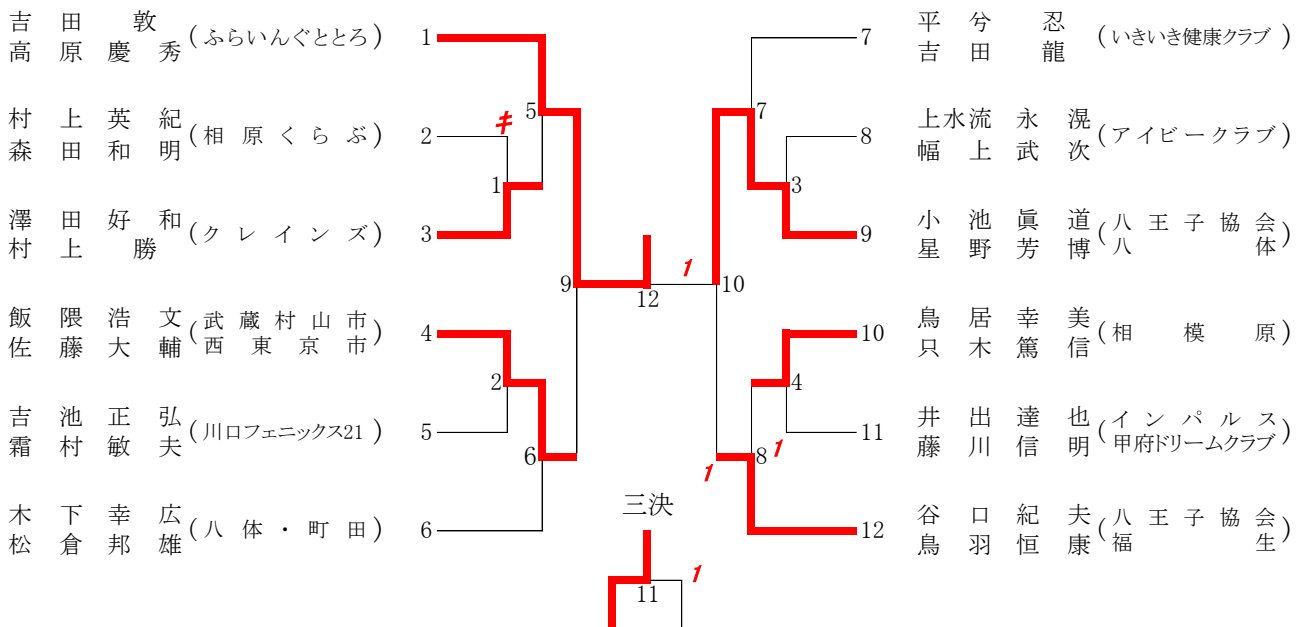 吉田敦
高原慶秀
(ふらいんぐととろ)
1
村上英紀
森田和明
(相原くらぶ)
2
キ
澤田好和
村上勝
(クレインズ)
3
飯隈浩文
佐藤大輔
(武蔵村山市
西東京市)
4
吉池正弘
霜村敏夫
(川口フェニックス21)
5
木下幸広
松倉邦雄
(八体・町田)
6
5
1
9
2
6
12
1
三決
11
1
7
3
10
4
8
1
1
7
平兮忍
吉田龍
(いきいき健康クラブ)
8
上水流永滉
幅上武次
(アイビークラブ)
9
小池眞道
星野芳博
(八王子協会
八体)
10
鳥居幸美
只木篤信
(相模原)
11
井出達也
藤川信明
(インパルス
甲府ドリームクラブ)
12
谷口紀夫
鳥羽恒康
(八王子協会
福生)